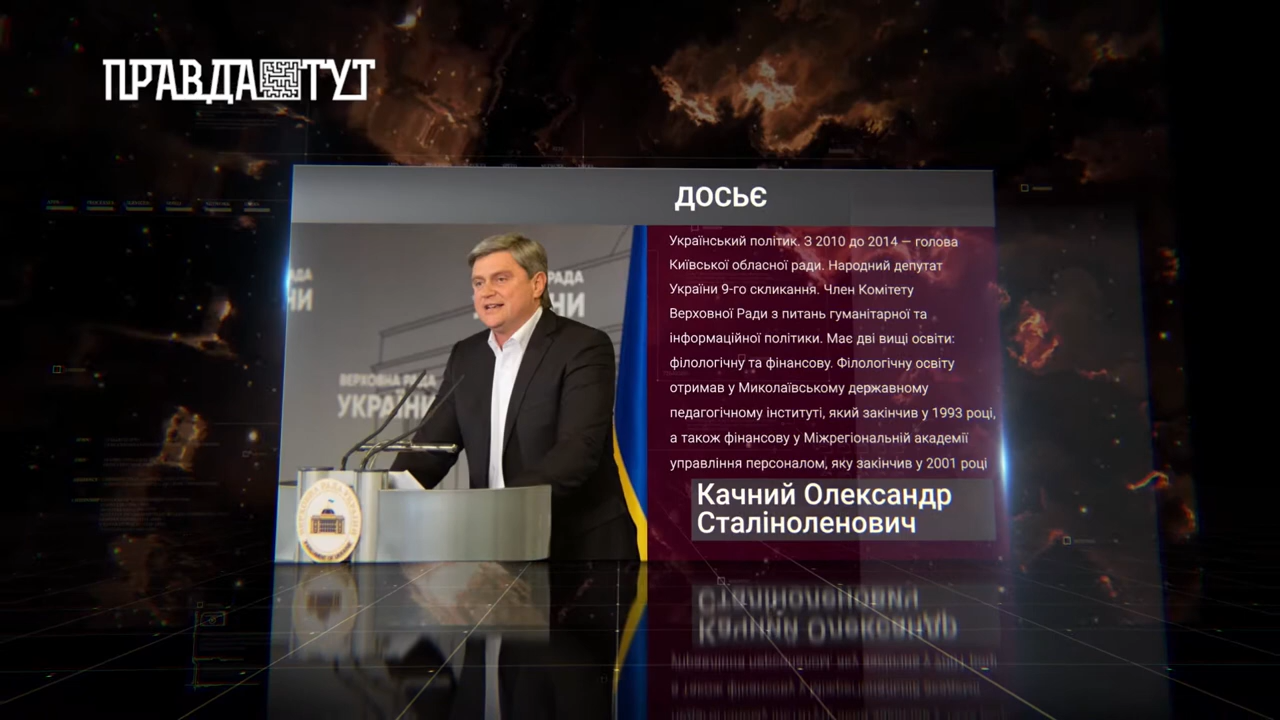 ПРАВДА ТУТ
ДОСЬЄ
Український політик. З 2010 до 2014 — голова
Київської обласної ради. Народний депутат
України 9-го скликання. Член Комітету
Верховної Ради з питань гуманітарної та
інформаційної політики. Має дві вищі освіти:
філологічну та фінансову. Філологічну освіту
отримав у Миколаївському державному
педагогічному інституті, який закінчив у 1993 році,
а також фінансову у Міжрегіональній академії
управління персоналом, яку закінчив у 2001 році
Качний Олександр
Сталіноленович
РАДА
ВЕРХОВНА РАДА
УКРАЇНИ